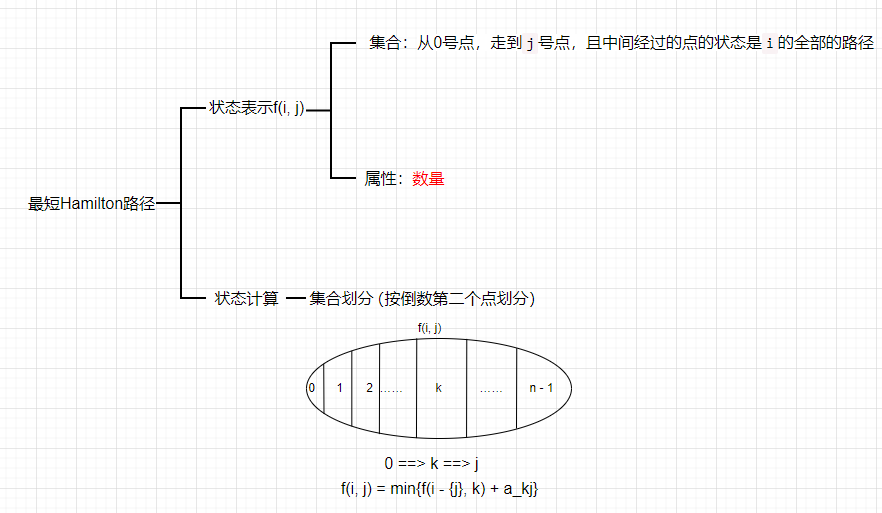 集合：从0号点，走到 j 号点，且中间经过的点的状态是 i 的全部的路径
状态表示f(i, j)
属性：数量
最短Hamilton路径
状态计算
集合划分 (按倒数第二个点划分)
f(i, j)
0 1 2 …… k …… n - 1
0 ==> k ==> j
f(i, j) = min{f(i - {j}, k) + a_kj}